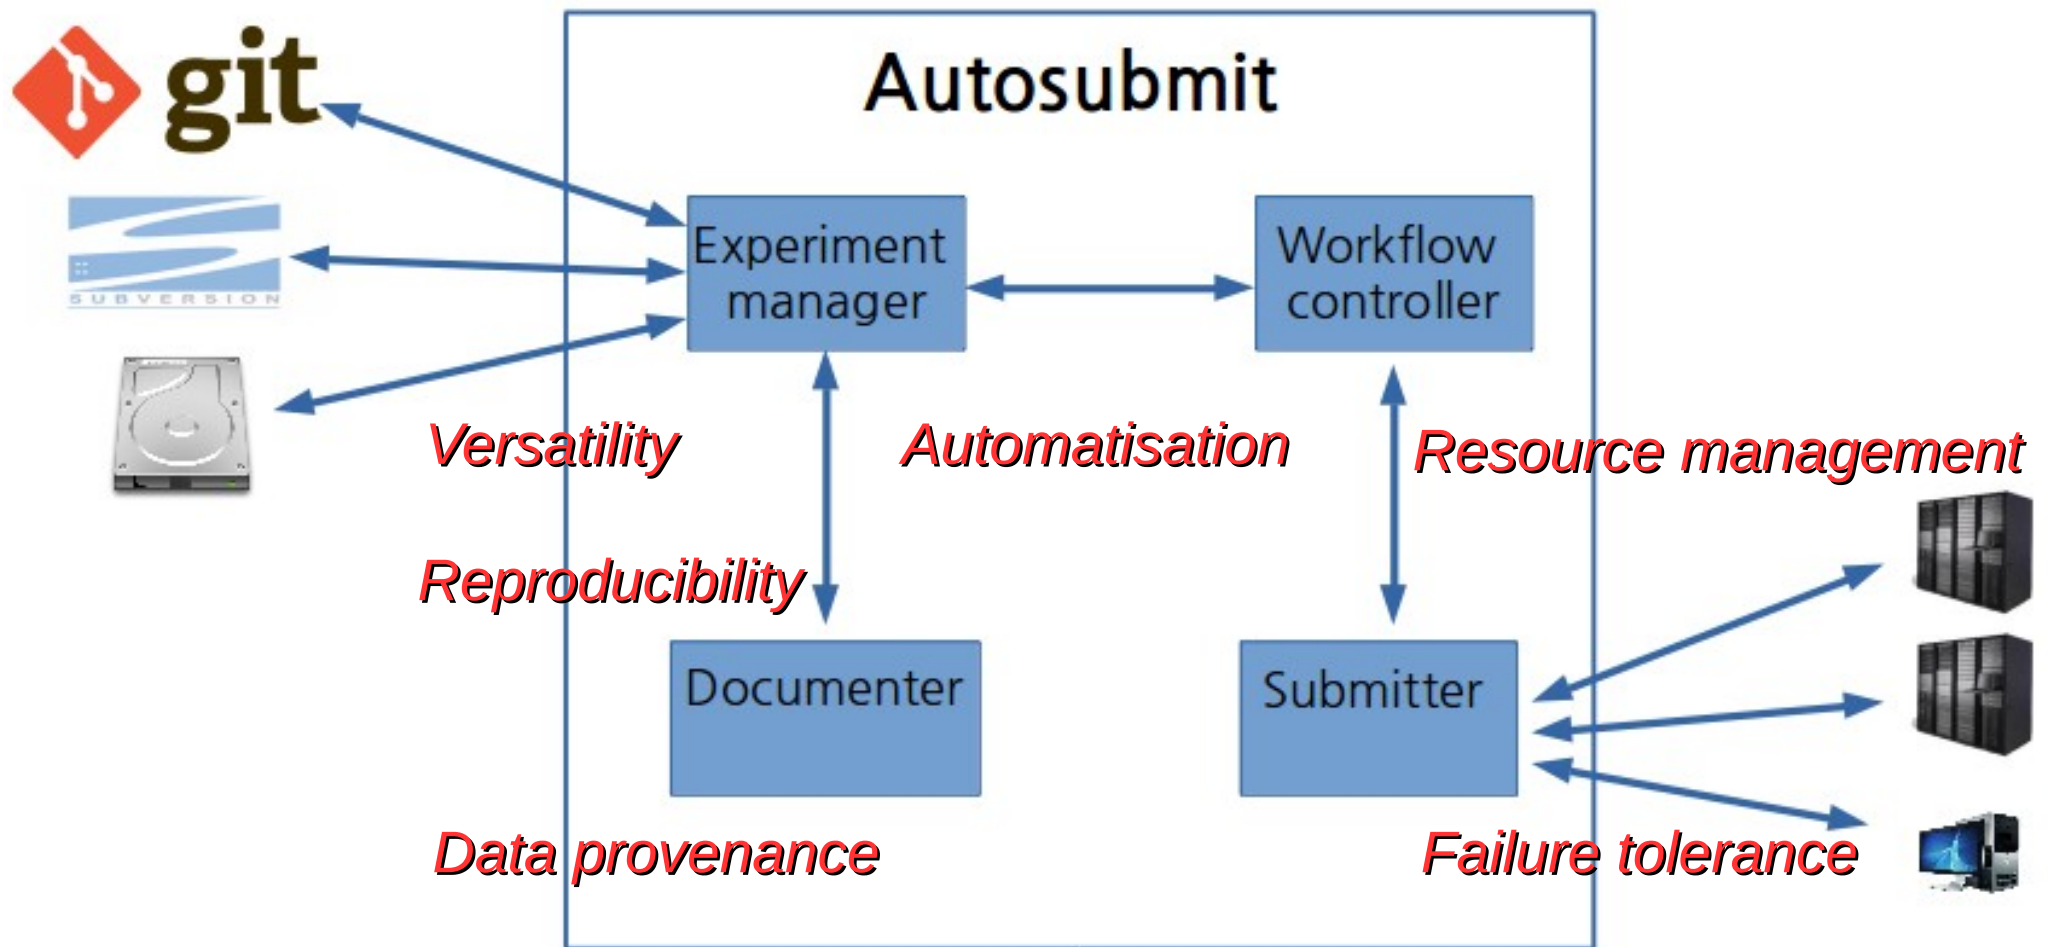 git
Autosubmit
SUBVERSION
Experiment
manager
Workflow
controller
Versatility
Automatisation
Resource management
Reproducibility
Documenter
Submitter
Data provenance
Failure tolerance